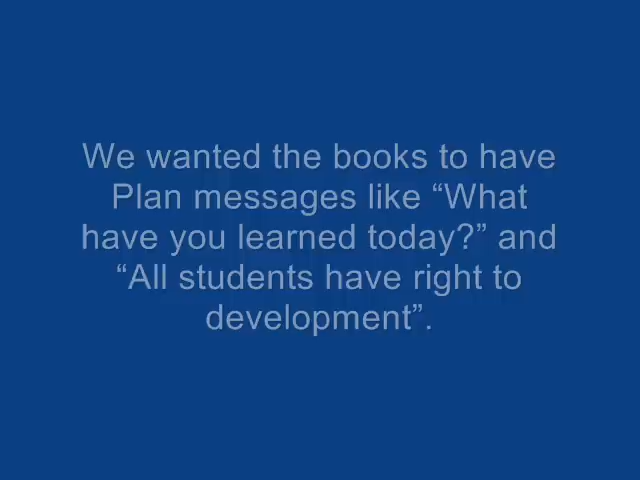 We wanted the books to have
Plan messages like “What
have you learned today?” and
“All students have right to
development”.